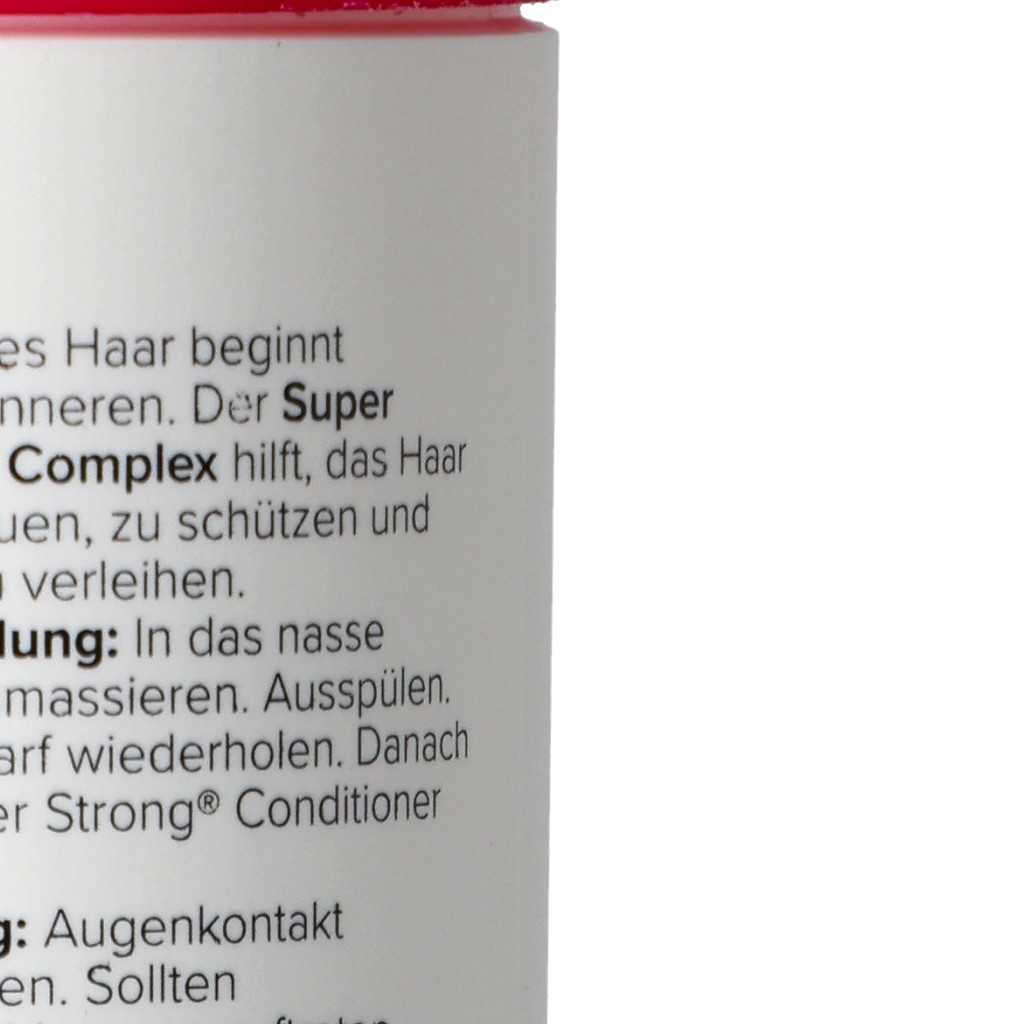 es Haar beginnt
nneren. Der Super
Complex hilft, das Haar
uen, zu schützen und
verleihen.
lung: In das nasse
massieren. Ausspülen.
arf wiederholen. Danach
er Strong® Conditioner
g: Augenkontakt
en. Sollten